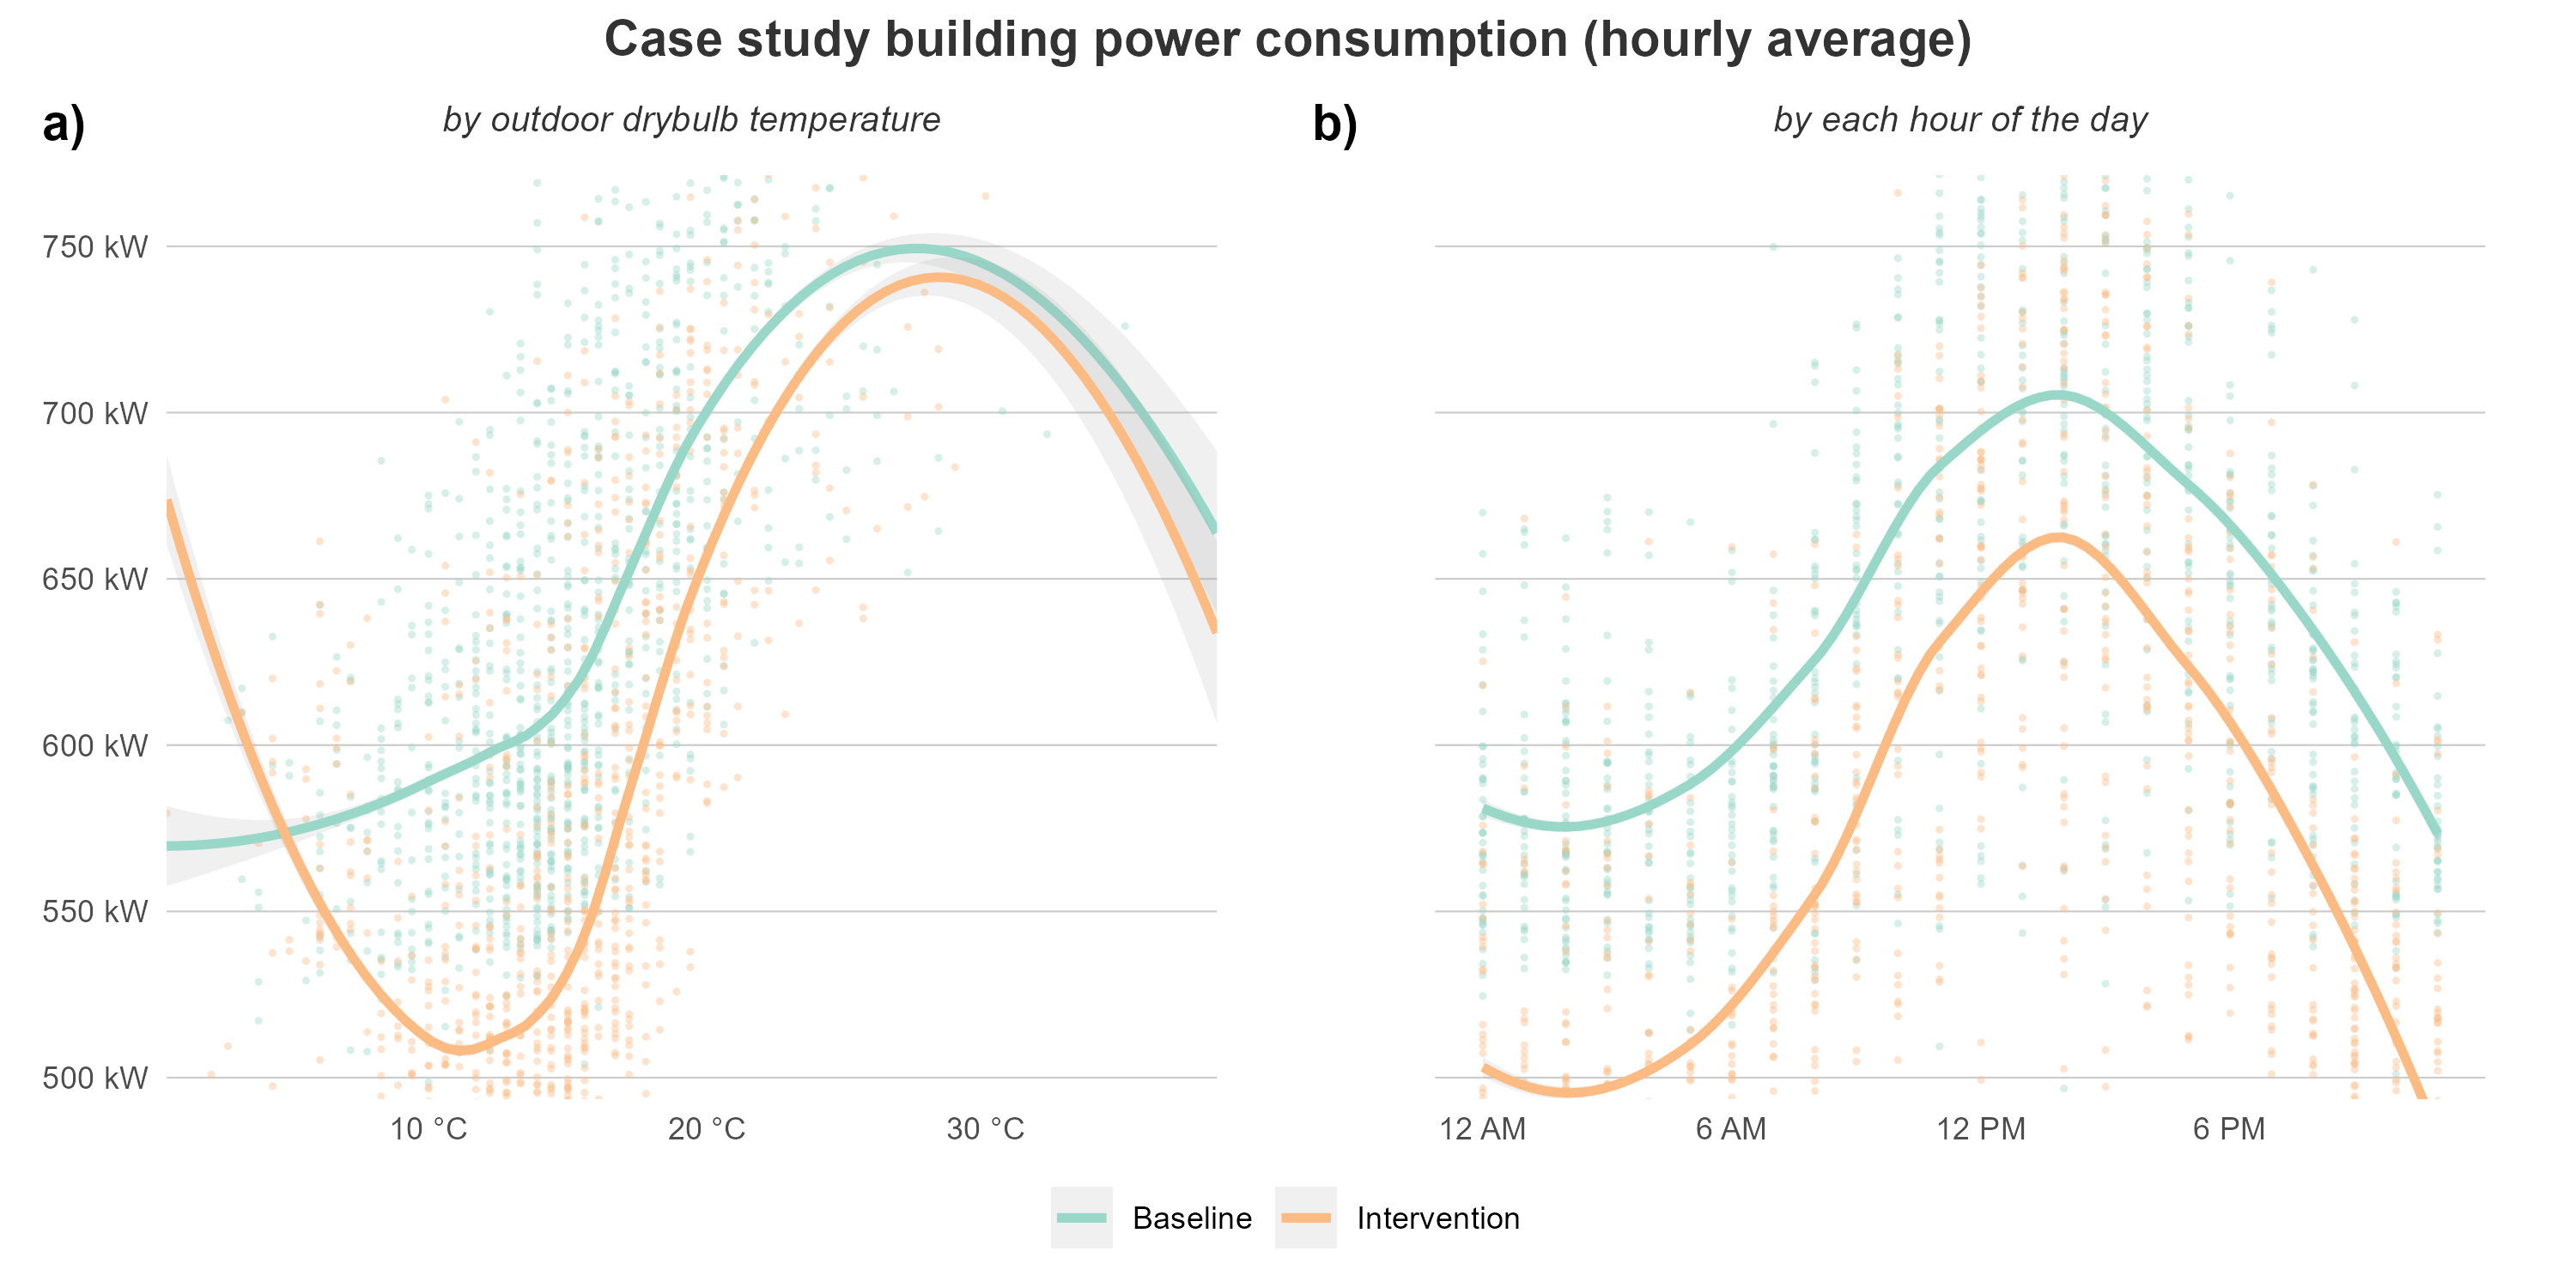 Case study building power consumption (hourly average)
a)
by outdoor drybulb temperature
750 kW
700 kW
650 kW
600 kW
550 kW
500 kW
10 °C
20 °C
30 °C
b)
by each hour of the day
12 AM
6 AM
12 PM
6 PM
Baseline
Intervention